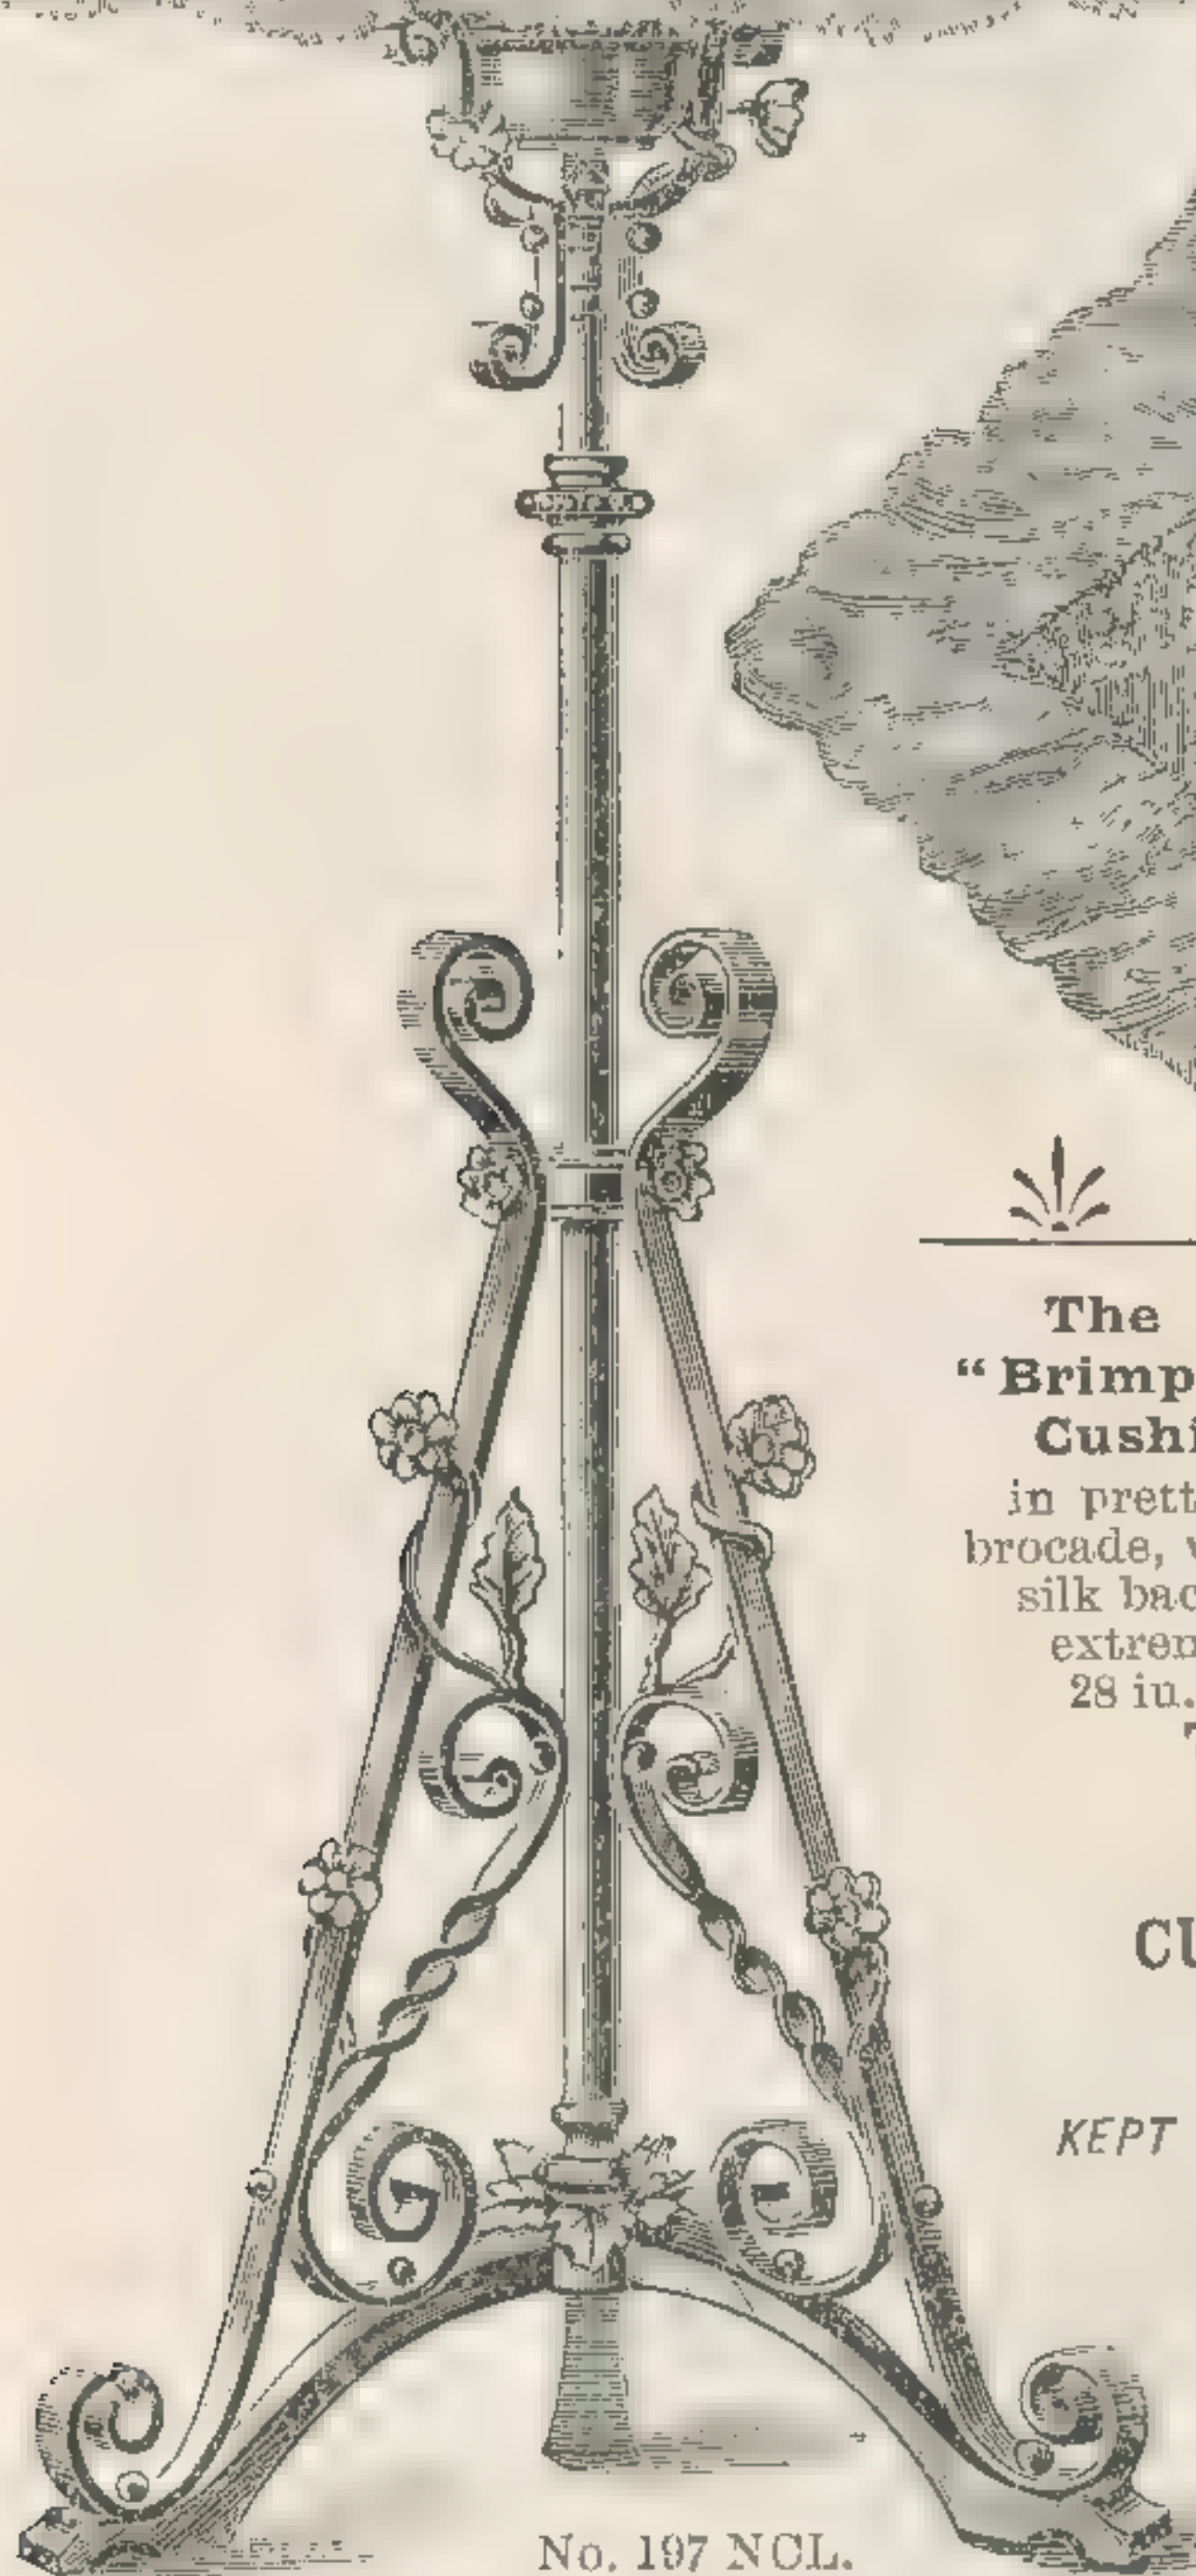 The
“Brimp
Cushi
in prett
brocade, v
silk bac
extrem
28 in.
T
CU
KEPT
No. 197 NCL.